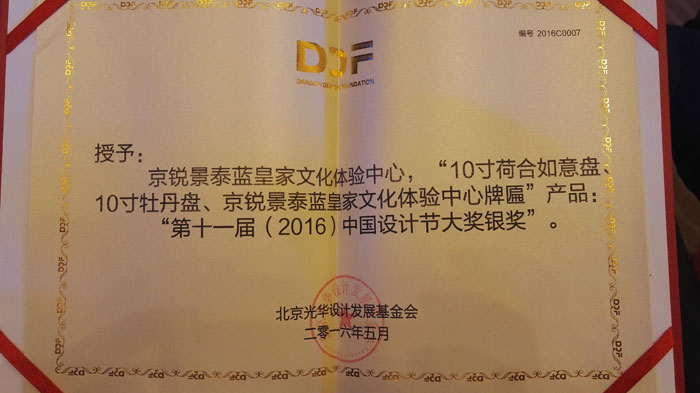 编号 2016C0007
DDF
DRAGON DESIGN FOUNDATION
授予：
京锐景泰蓝皇家文化体验中心，“10寸荷合如意盘、
10寸牡丹盘、京锐景泰蓝皇家文化体验中心牌匾”产品：
“第十一届（2016）中国设计节大奖银奖”。
北京光华设计发展基金会
二零一六年五月